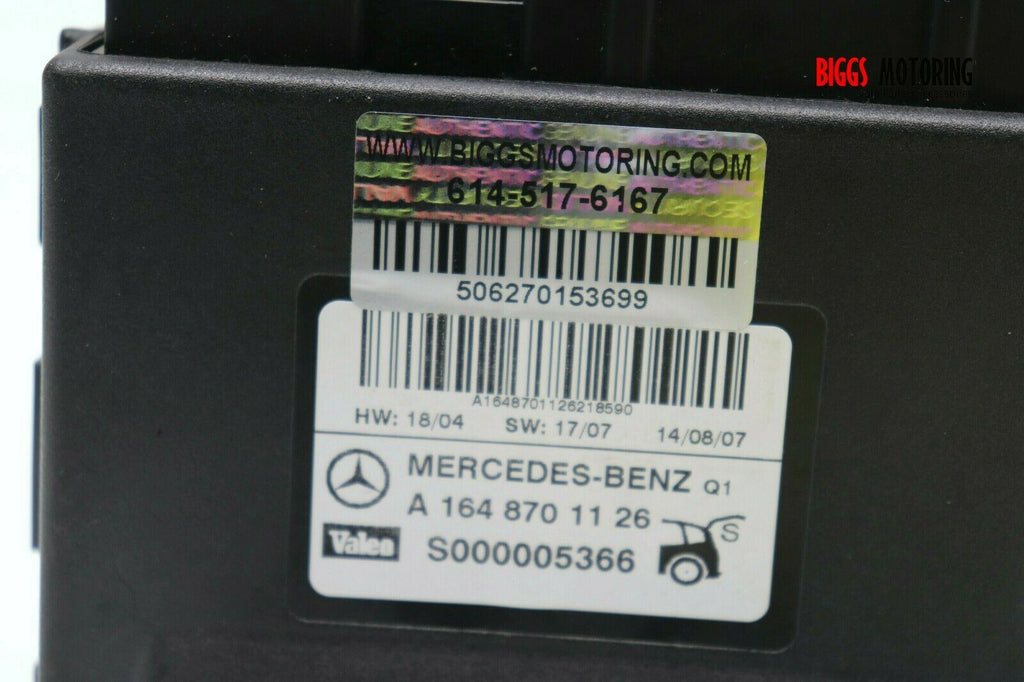 BIGGS MOTORING
WWW.BIGGSMOTORING.COM
614-517-6167
506270153699
A1648701126218590
HW: 18/04 SW: 17/07 14/08/07
MERCEDES-BENZ Q1
A 164 870 11 26
Valeo S000005366 S